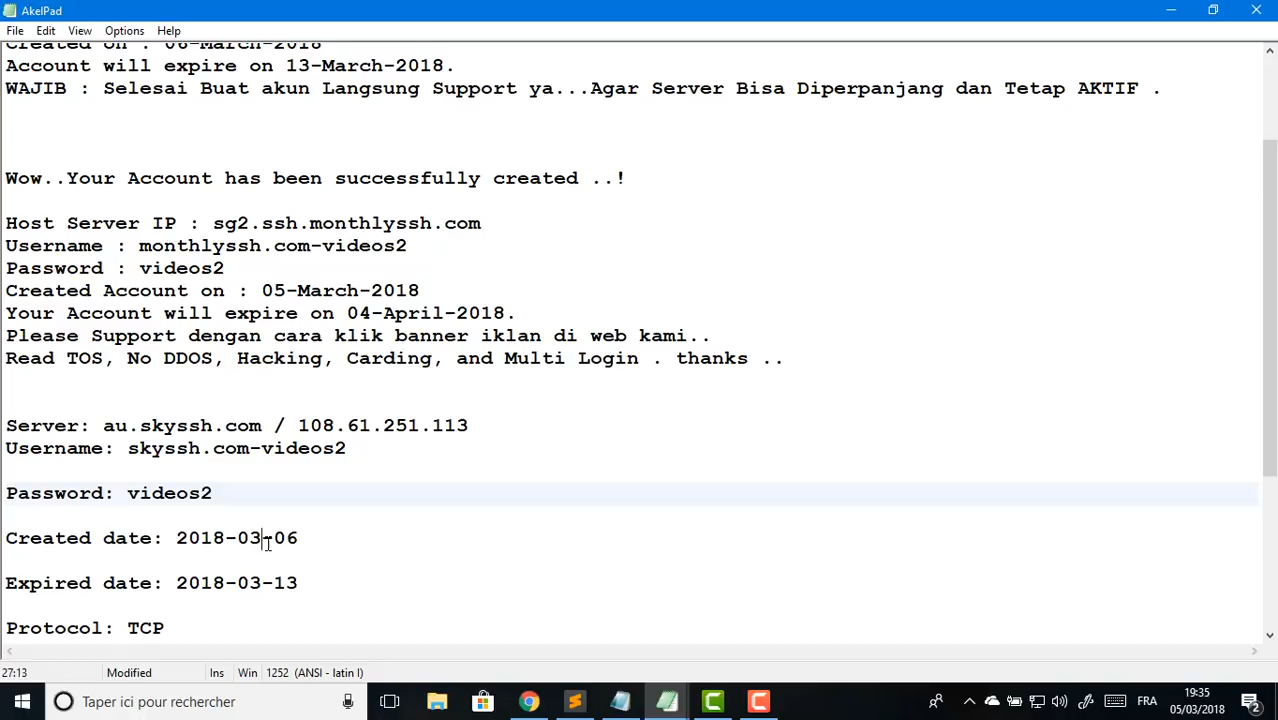 AkelPad
File Edit View Options Help
Created on : 06-March-2018
Account will expire on 13-March-2018.
WAJIB : Selesai Buat akun Langsung Support ya...Agar Server Bisa Diperpanjang dan Tetap AKTIF .
Wow..Your Account has been successfully created ..!
Host Server IP : sg2.ssh.monthlyssh.com
Username : monthlyssh.com-videos2
Password : videos2
Created Account on : 05-March-2018
Your Account will expire on 04-April-2018.
Please Support dengan cara klik banner iklan di web kami..
Read TOS, No DDOS, Hacking, Carding, and Multi Login . thanks ..
Server: au.skyssh.com / 108.61.251.113
Username: skyssh.com-videos2
Password: videos2
Created date: 2018-03-06
Expired date: 2018-03-13
Protocol: TCP
27:13 Modified Ins Win 1252 (ANSI - latin I)
Taper ici pour rechercher
FRA
19:35
05/03/2018
2